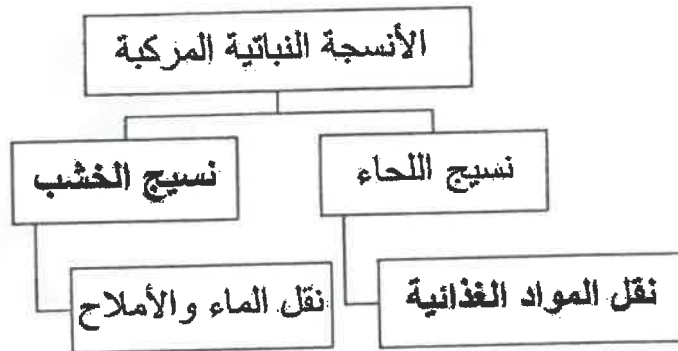 الأنسجة النباتية المركبة
نسيج اللحاء
نسيج الخشب
نقل المواد الغذائية
نقل الماء والأملاح